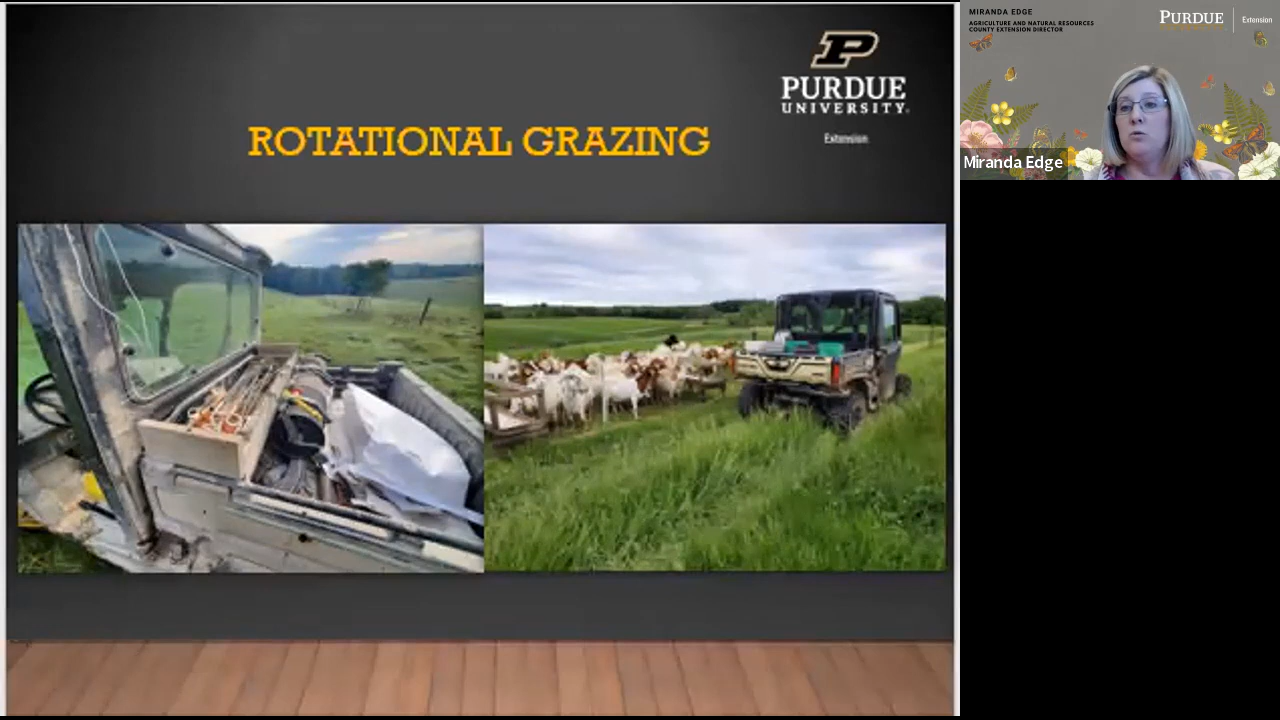 PURDUE
UNIVERSITY®
Extension
ROTATIONAL GRAZING
MIRANDA EDGE
AGRICULTURE AND NATURAL RESOURCES
COUNTY EXTENSION DIRECTOR
PURDUE
Extension
Miranda Edge